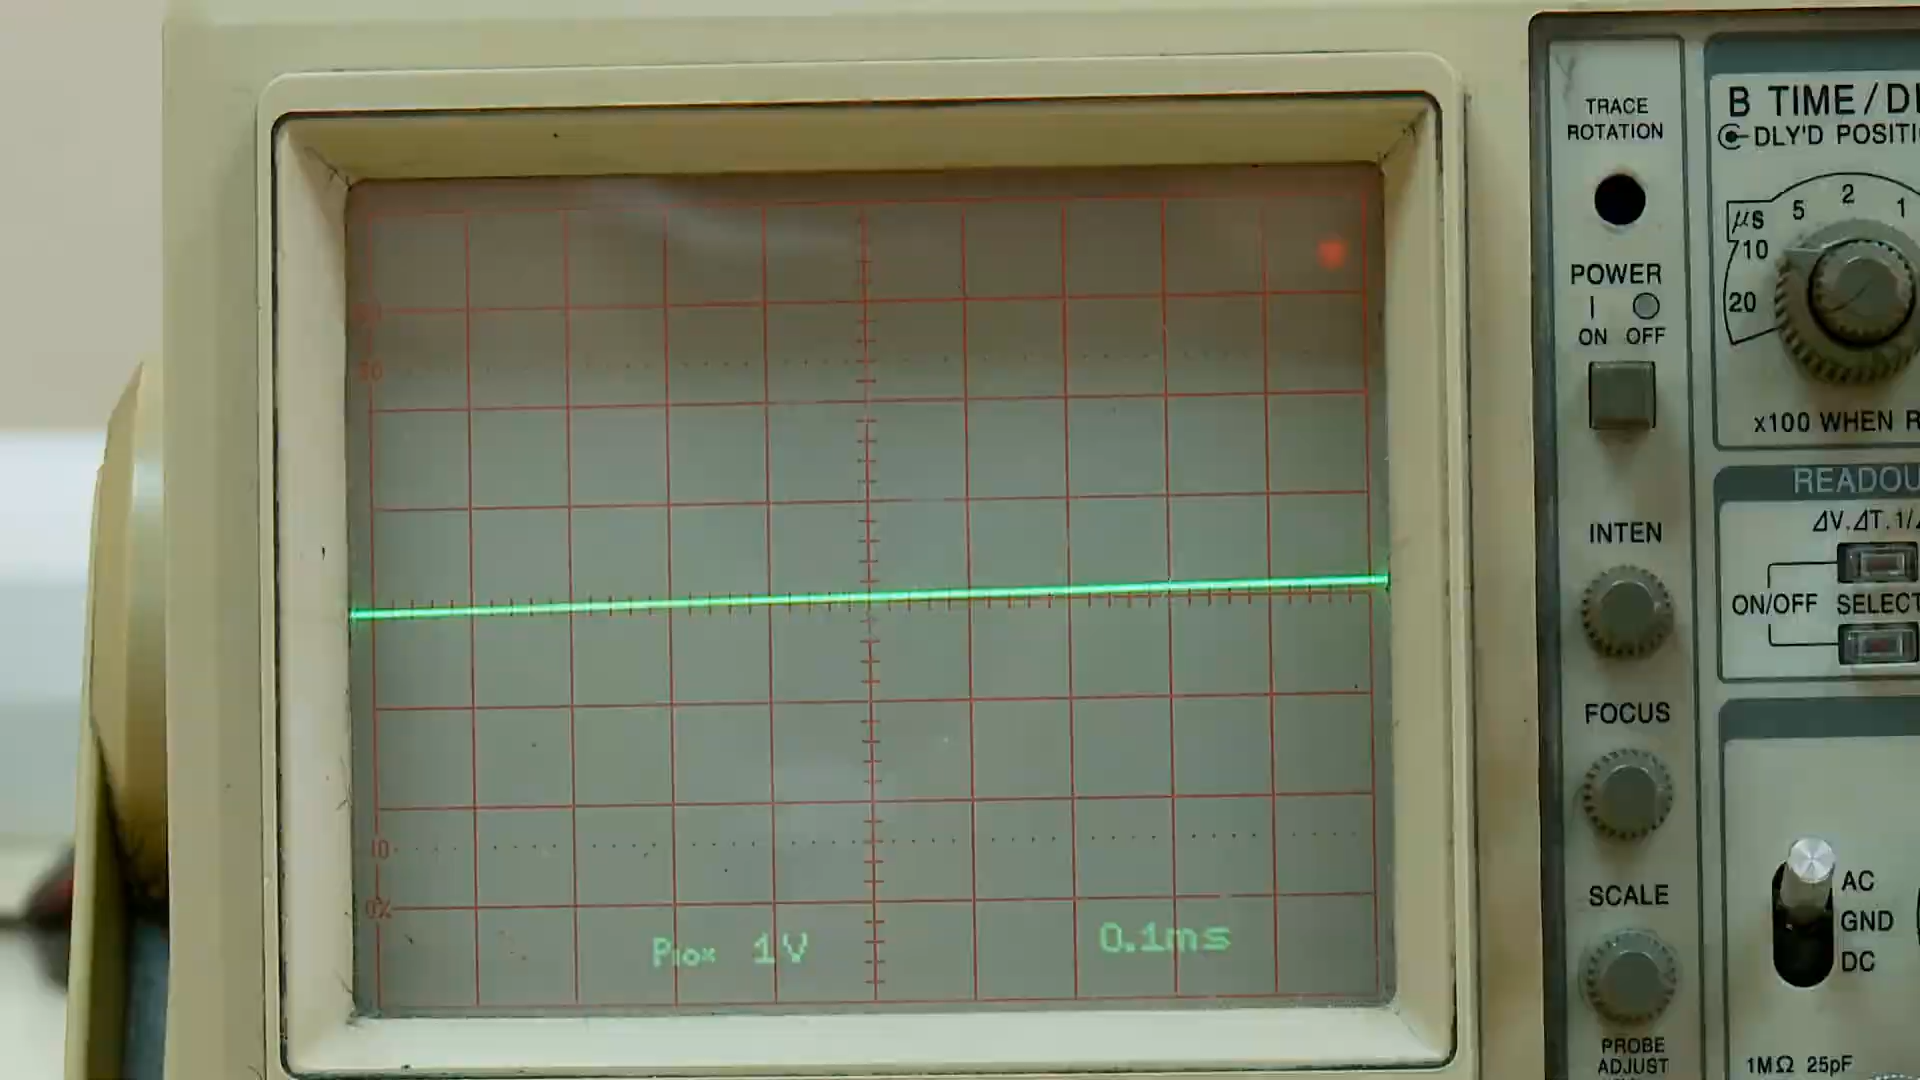 TRACE
ROTATION
POWER
I
ON OFF
INTEN
FOCUS
SCALE
PROBE
ADJUST
B TIME/DI
DLY'D POSITI
µs
5
2
1
10
20
x100 WHEN R
READOU
ΔV.ΔT.1/Δ
ON/OFF SELECT
AC
GND
DC
1MΩ 25pF
90
10
0%
P10x 1V
0.1ms